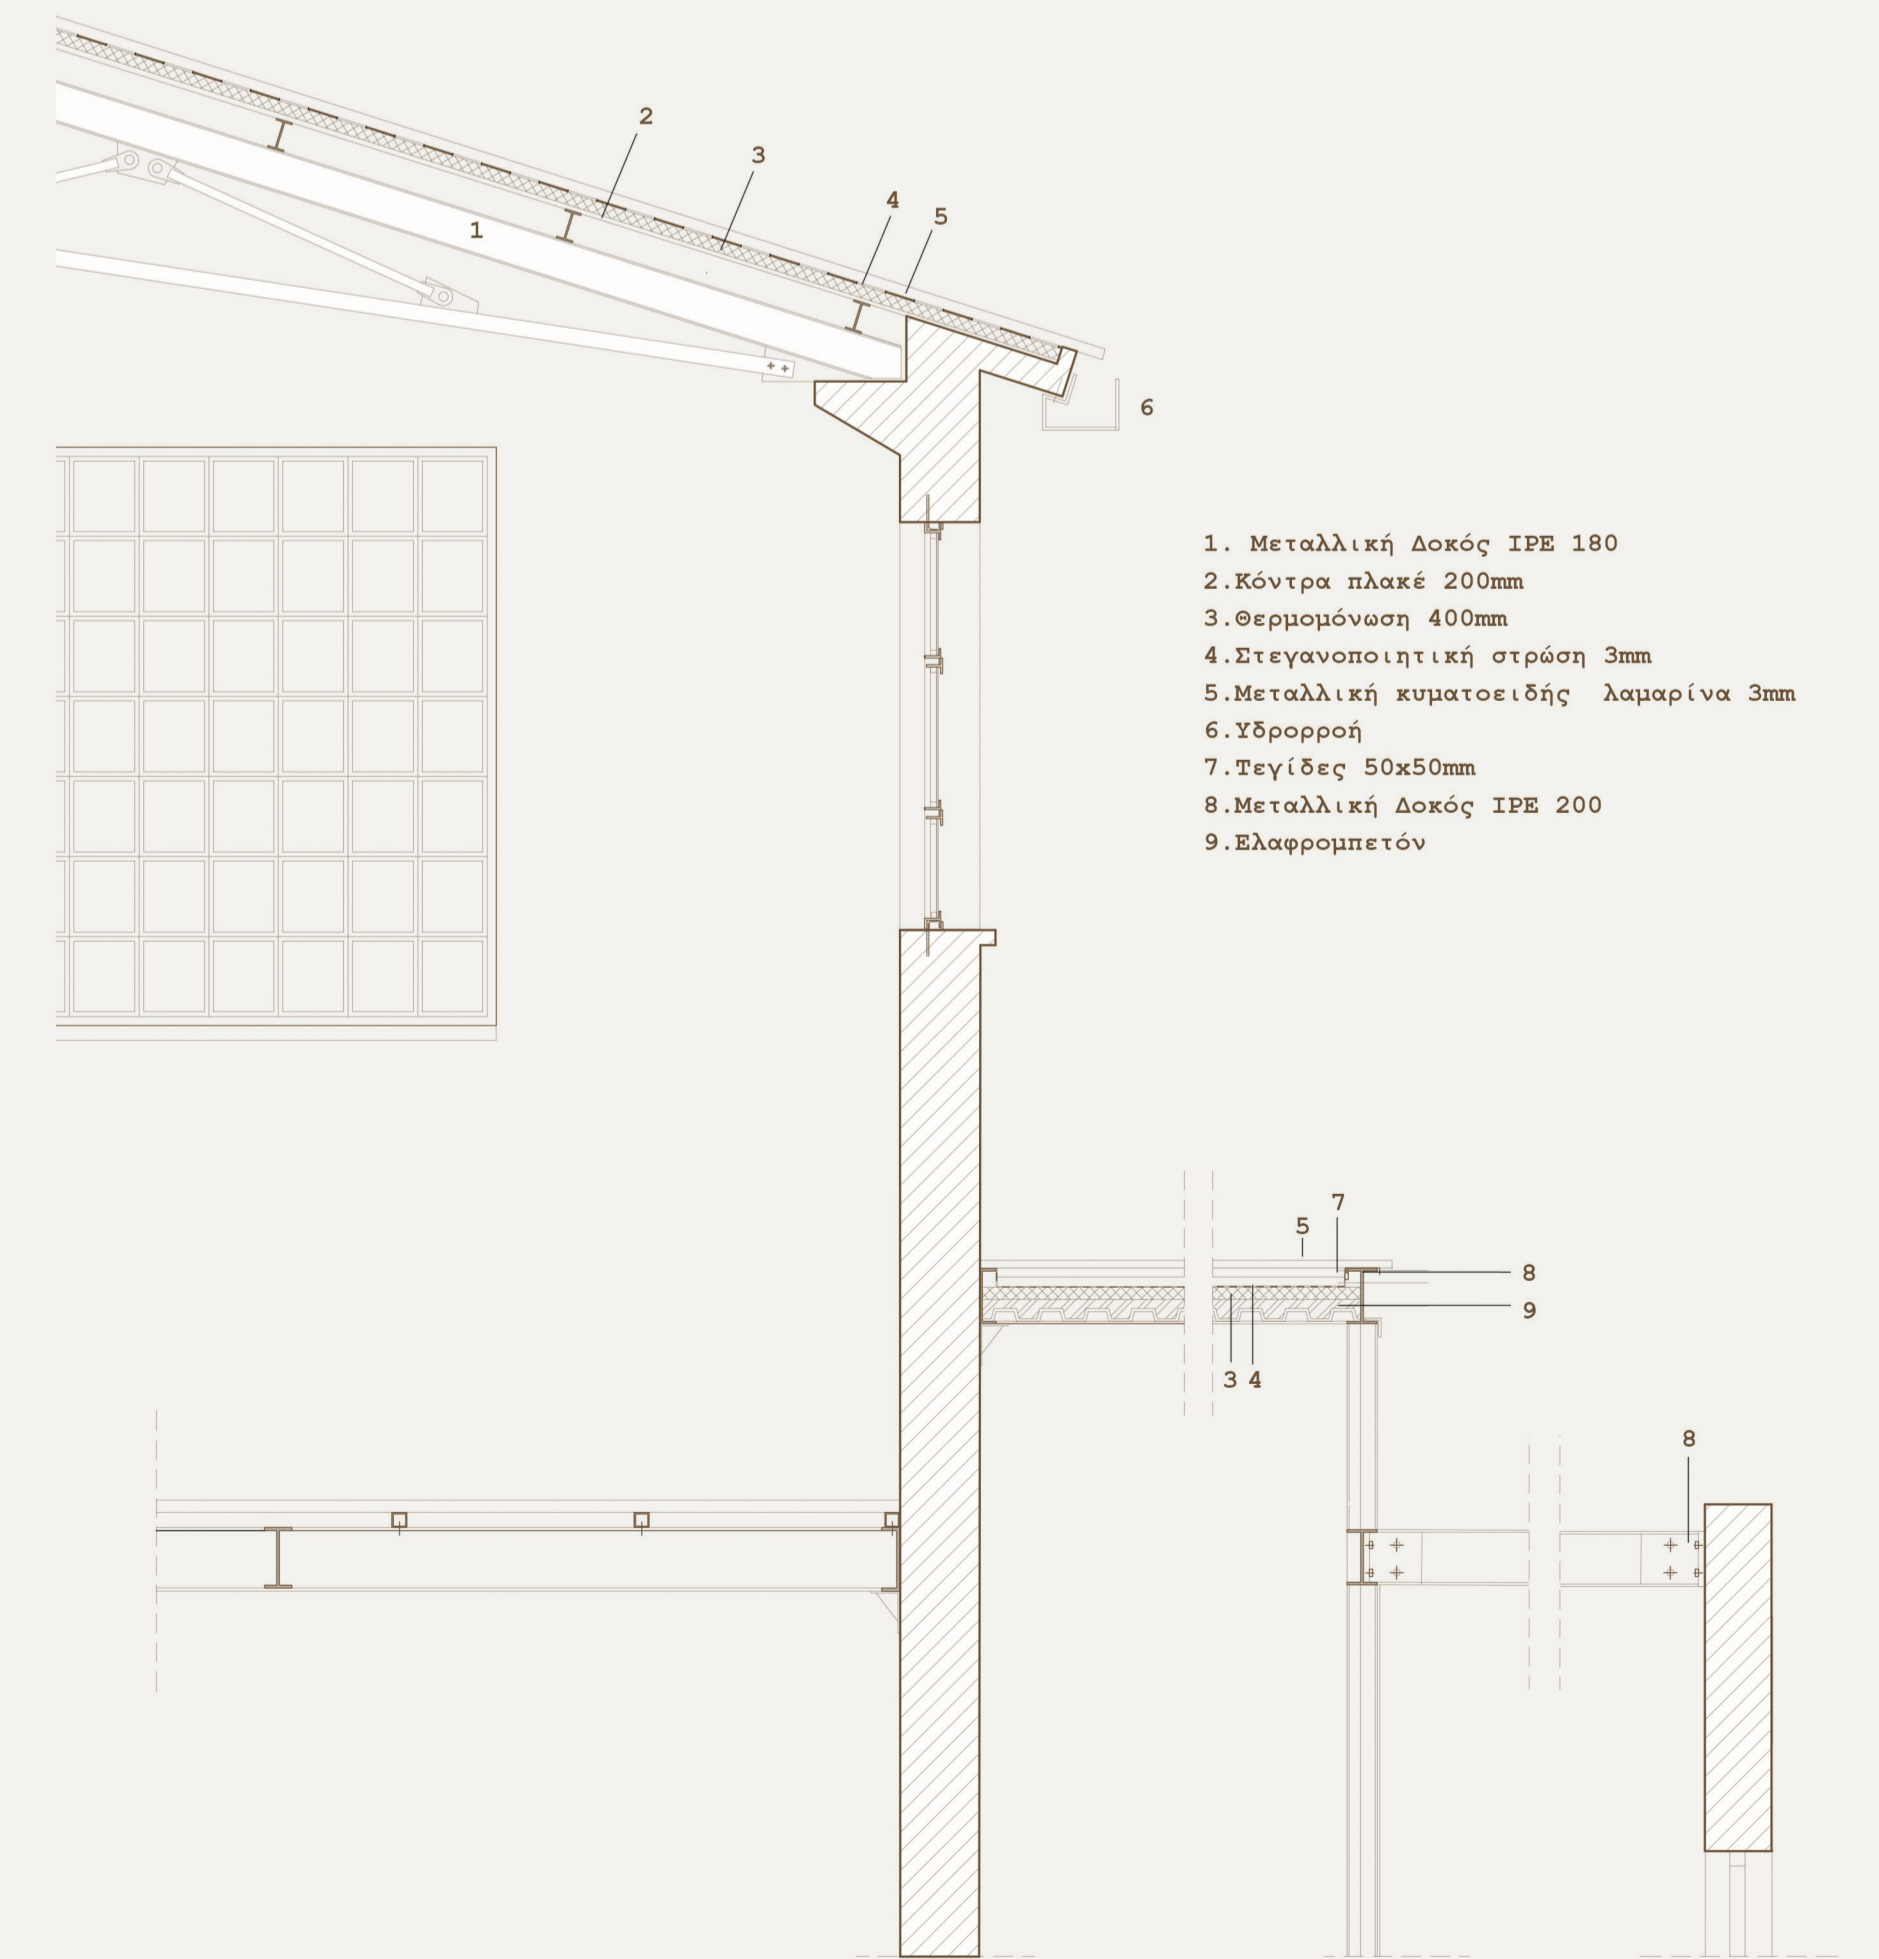 2
3
4
5
1
6
1. Μεταλλική Δοκός IPE 180
2.Κόντρα πλακέ 200mm
3.Θερμομόνωση 400mm
4.Στεγανοποιητική στρώση 3mm
5.Μεταλλική κυματοειδής λαμαρίνα 3mm
6.Υδρορροή
7.Τεγίδες 50x50mm
8.Μεταλλική Δοκός IPE 200
9.Ελαφρομπετόν
7
5
8
9
3 4
8